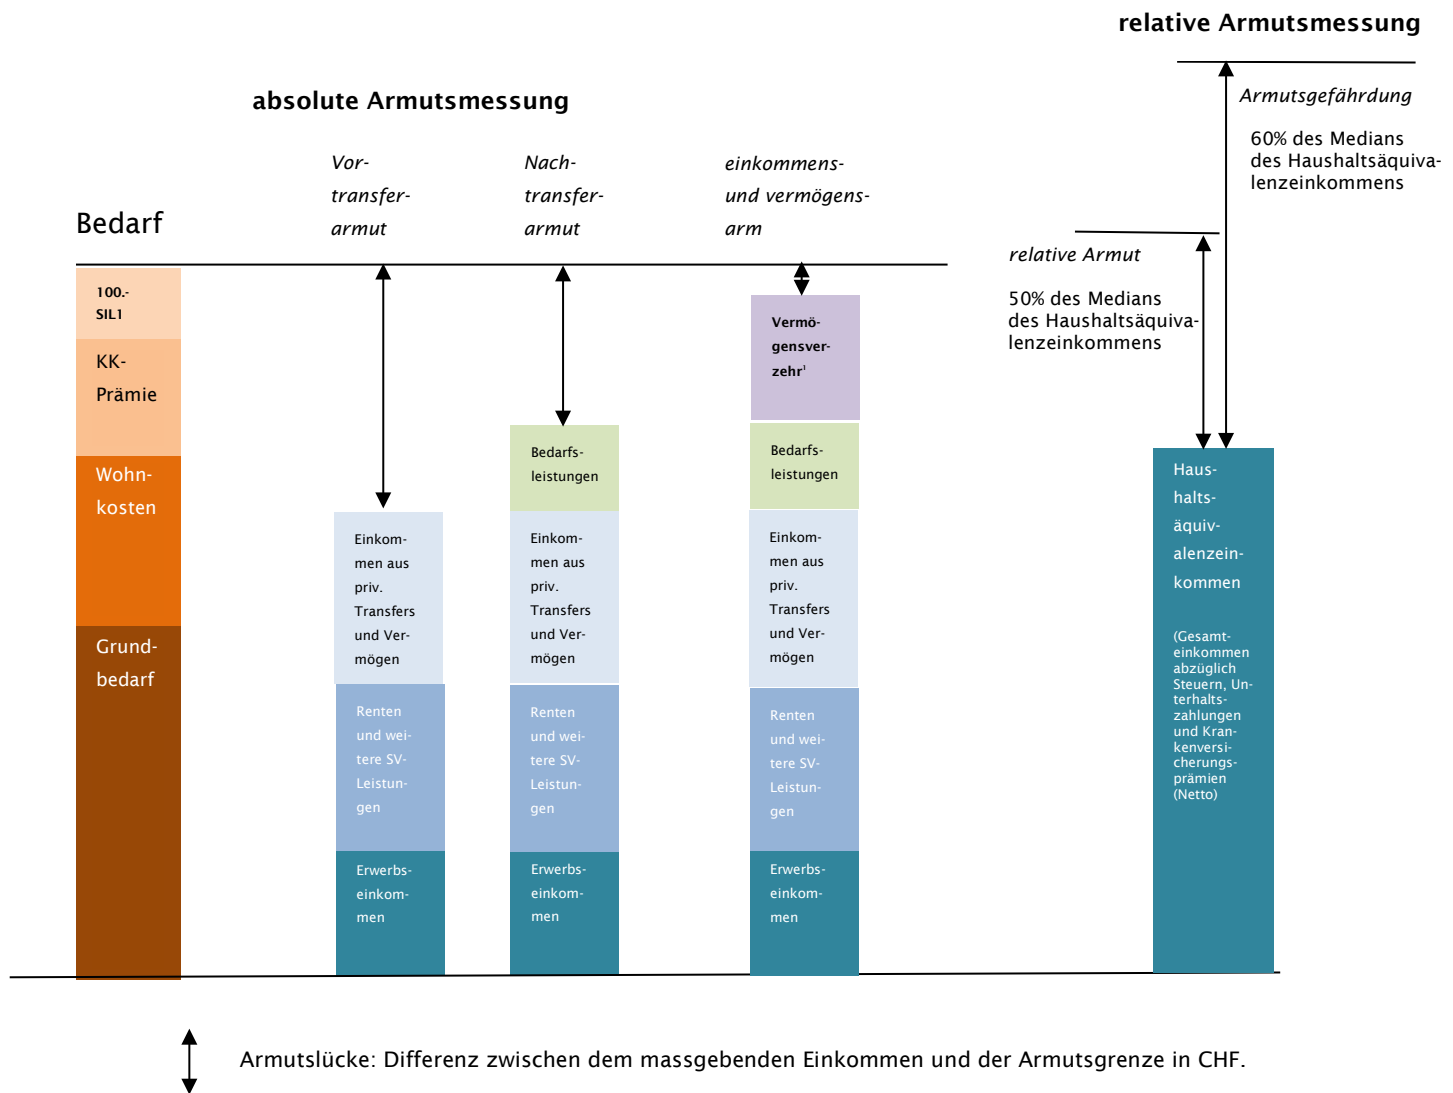 relative Armutsmessung
absolute Armutsmessung
Armutsgefährdung
60% des Medians
des Haushaltsäquiva-
lenzeinkommens
Bedarf
Vor-
transfer-
armut
Nach-
transfer-
armut
einkommens-
und vermögens-
arm
relative Armut
50% des Medians
des Haushaltsäquiva-
lenzeinkommens
100.-
SIL1
KK-
Prämie
Wohn-
kosten
Grund-
bedarf
Einkom-
men aus
priv.
Transfers
und Ver-
mögen
Renten
und wei-
tere SV-
Leistun-
gen
Erwerbs-
einkom-
men
Bedarfs-
leistungen
Einkom-
men aus
priv.
Transfers
und Ver-
mögen
Renten
und wei-
tere SV-
Leistun-
gen
Erwerbs-
einkom-
men
Vermö-
gensver-
zehr¹
Bedarfs-
leistungen
Einkom-
men aus
priv.
Transfers
und Ver-
mögen
Renten
und wei-
tere SV-
Leistun-
gen
Erwerbs-
einkom-
men
Haus-
halts-
äquiv-
alenzein-
kommen
(Gesamt-
einkommen
abzüglich
Steuern, Un-
terhalts-
zahlungen
und Kran-
kenversi-
cherungs-
prämien
(Netto)
Armutslücke: Differenz zwischen dem massgebenden Einkommen und der Armutsgrenze in CHF.